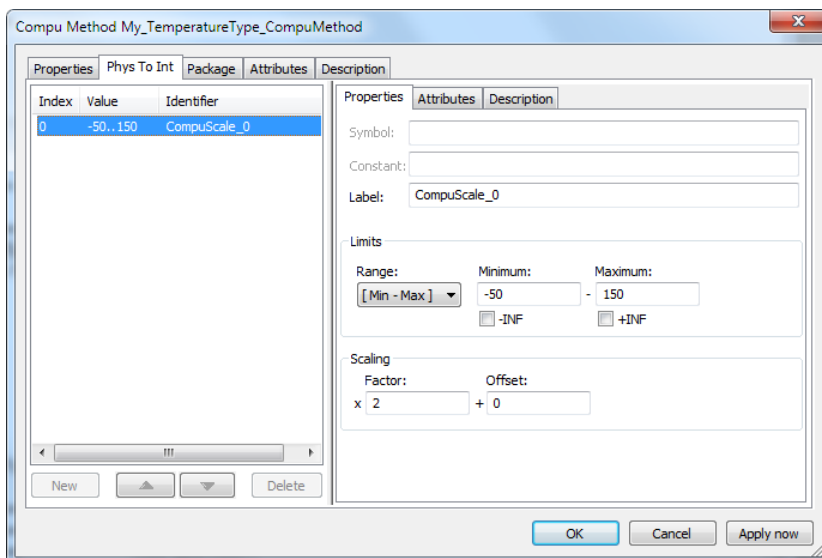 Compu Method My_TemperatureType_CompuMethod
Properties Phys To Int Package Attributes Description
Index Value Identifier
0 -50..150 CompuScale_0
New Delete
Properties Attributes Description
Symbol:
Constant:
Label: CompuScale_0
Limits
Range: Minimum: Maximum:
[ Min - Max ] -50 - 150
-INF +INF
Scaling
Factor: Offset:
x 2 + 0
OK Cancel Apply now